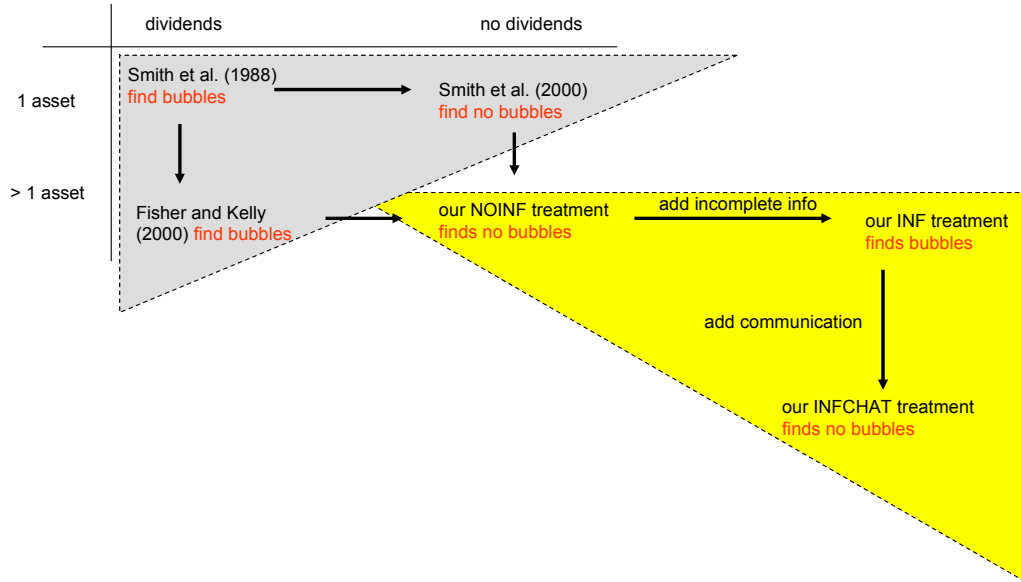 dividends
no dividends
1 asset
Smith et al. (1988)
find bubbles
Smith et al. (2000)
find no bubbles
> 1 asset
Fisher and Kelly
(2000) find bubbles
our NOINF treatment
finds no bubbles
add incomplete info
our INF treatment
finds bubbles
add communication
our INFCHAT treatment
finds no bubbles